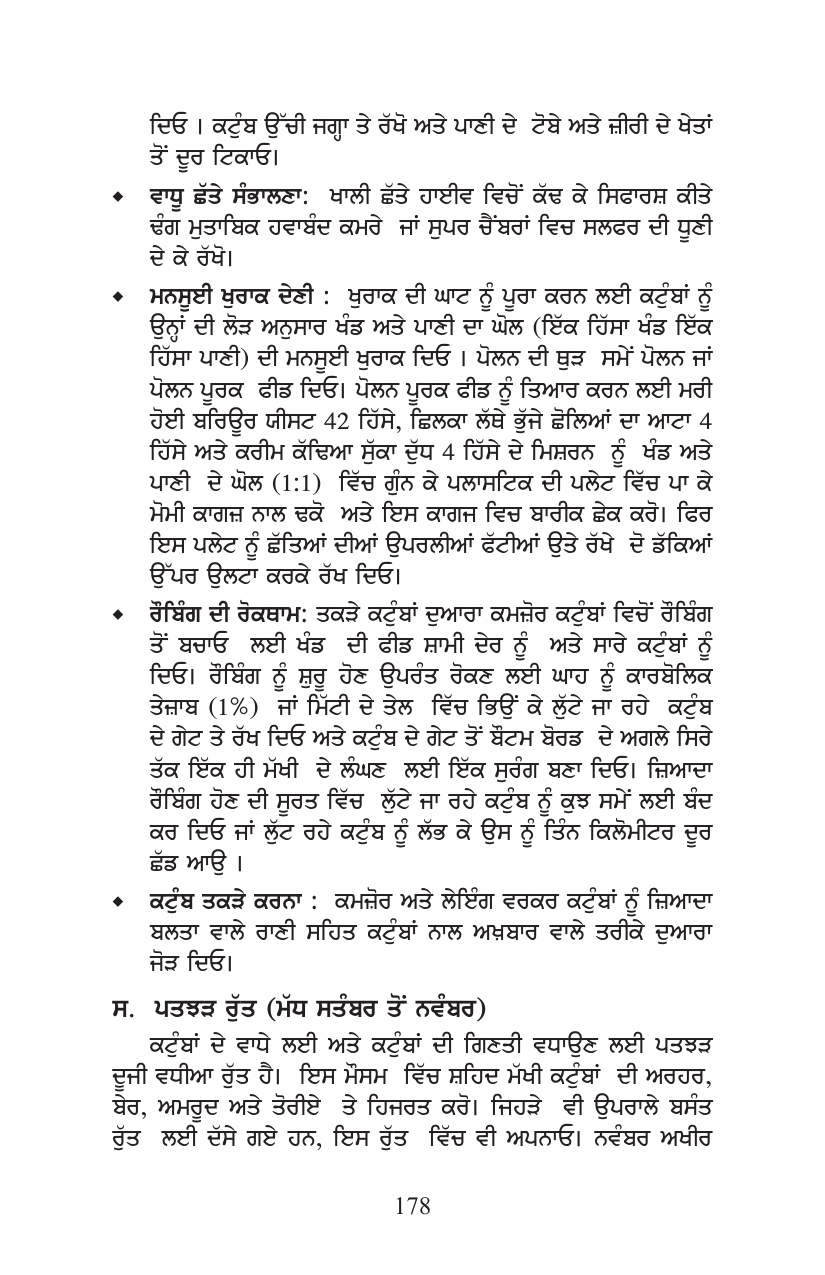 ਦਿਓ । ਕਟੁੰਬ ਉੱਚੀ ਜਗ੍ਹਾ ਤੇ ਰੱਖੋ ਅਤੇ ਪਾਣੀ ਦੇ ਟੋਬੇ ਅਤੇ ਜ਼ੀਰੀ ਦੇ ਖੇਤਾਂ
ਤੋਂ ਦੂਰ ਟਿਕਾਓ।
◆ ਵਾਧੂ ਛੱਤੇ ਸੰਭਾਲਣਾ: ਖਾਲੀ ਛੱਤੇ ਹਾਈਵ ਵਿਚੋਂ ਕੱਢ ਕੇ ਸਿਫਾਰਸ਼ ਕੀਤੇ
ਢੰਗ ਮੁਤਾਬਿਕ ਹਵਾਬੰਦ ਕਮਰੇ ਜਾਂ ਸੁਪਰ ਚੈਂਬਰਾਂ ਵਿਚ ਸਲਫਰ ਦੀ ਧੂਣੀ
ਦੇ ਕੇ ਰੱਖੋ।
◆ ਮਨਸੂਈ ਖੁਰਾਕ ਦੇਣੀ : ਖੁਰਾਕ ਦੀ ਘਾਟ ਨੂੰ ਪੂਰਾ ਕਰਨ ਲਈ ਕਟੁੰਬਾਂ ਨੂੰ
ਉਨ੍ਹਾਂ ਦੀ ਲੋੜ ਅਨੁਸਾਰ ਖੰਡ ਅਤੇ ਪਾਣੀ ਦਾ ਘੋਲ (ਇੱਕ ਹਿੱਸਾ ਖੰਡ ਇੱਕ
ਹਿੱਸਾ ਪਾਣੀ) ਦੀ ਮਨਸੂਈ ਖੁਰਾਕ ਦਿਓ । ਪੋਲਨ ਦੀ ਥੁੜ ਸਮੇਂ ਪੋਲਨ ਜਾਂ
ਪੋਲਨ ਪੂਰਕ ਫੀਡ ਦਿਓ। ਪੋਲਨ ਪੂਰਕ ਫੀਡ ਨੂੰ ਤਿਆਰ ਕਰਨ ਲਈ ਮਰੀ
ਹੋਈ ਬਰਿਊਰ ਯੀਸਟ 42 ਹਿੱਸੇ, ਛਿਲਕਾ ਲੱਥੇ ਭੁੱਜੇ ਛੋਲਿਆਂ ਦਾ ਆਟਾ 4
ਹਿੱਸੇ ਅਤੇ ਕਰੀਮ ਕੱਢਿਆ ਸੁੱਕਾ ਦੁੱਧ 4 ਹਿੱਸੇ ਦੇ ਮਿਸ਼ਰਨ ਨੂੰ ਖੰਡ ਅਤੇ
ਪਾਣੀ ਦੇ ਘੋਲ (1:1) ਵਿੱਚ ਗੁੰਨ ਕੇ ਪਲਾਸਟਿਕ ਦੀ ਪਲੇਟ ਵਿੱਚ ਪਾ ਕੇ
ਮੋਮੀ ਕਾਗਜ਼ ਨਾਲ ਢਕੋ ਅਤੇ ਇਸ ਕਾਗਜ ਵਿਚ ਬਾਰੀਕ ਛੇਕ ਕਰੋ। ਫਿਰ
ਇਸ ਪਲੇਟ ਨੂੰ ਛੱਤਿਆਂ ਦੀਆਂ ਉਪਰਲੀਆਂ ਫੱਟੀਆਂ ਉਤੇ ਰੱਖੇ ਦੋ ਡੱਕਿਆਂ
ਉੱਪਰ ਉਲਟਾ ਕਰਕੇ ਰੱਖ ਦਿਓ।
◆ ਰੌਬਿੰਗ ਦੀ ਰੋਕਥਾਮ: ਤਕੜੇ ਕਟੁੰਬਾਂ ਦੁਆਰਾ ਕਮਜ਼ੋਰ ਕਟੁੰਬਾਂ ਵਿਚੋਂ ਰੌਬਿੰਗ
ਤੋਂ ਬਚਾਓ ਲਈ ਖੰਡ ਦੀ ਫੀਡ ਸ਼ਾਮੀ ਦੇਰ ਨੂੰ ਅਤੇ ਸਾਰੇ ਕਟੁੰਬਾਂ ਨੂੰ
ਦਿਓ। ਰੌਬਿੰਗ ਨੂੰ ਸ਼ੁਰੂ ਹੋਣ ਉਪਰੰਤ ਰੋਕਣ ਲਈ ਘਾਹ ਨੂੰ ਕਾਰਬੋਲਿਕ
ਤੇਜ਼ਾਬ (1%) ਜਾਂ ਮਿੱਟੀ ਦੇ ਤੇਲ ਵਿੱਚ ਭਿਉਂ ਕੇ ਲੁੱਟੇ ਜਾ ਰਹੇ ਕਟੁੰਬ
ਦੇ ਗੇਟ ਤੇ ਰੱਖ ਦਿਓ ਅਤੇ ਕਟੁੰਬ ਦੇ ਗੇਟ ਤੋਂ ਬੌਟਮ ਬੋਰਡ ਦੇ ਅਗਲੇ ਸਿਰੇ
ਤੱਕ ਇੱਕ ਹੀ ਮੱਖੀ ਦੇ ਲੰਘਣ ਲਈ ਇੱਕ ਸੁਰੰਗ ਬਣਾ ਦਿਓ। ਜ਼ਿਆਦਾ
ਰੌਬਿੰਗ ਹੋਣ ਦੀ ਸੂਰਤ ਵਿੱਚ ਲੁੱਟੇ ਜਾ ਰਹੇ ਕਟੁੰਬ ਨੂੰ ਕੁਝ ਸਮੇਂ ਲਈ ਬੰਦ
ਕਰ ਦਿਓ ਜਾਂ ਲੁੱਟ ਰਹੇ ਕਟੁੰਬ ਨੂੰ ਲੱਭ ਕੇ ਉਸ ਨੂੰ ਤਿੰਨ ਕਿਲੋਮੀਟਰ ਦੂਰ
ਛੱਡ ਆਉ ।
◆ ਕਟੁੰਬ ਤਕੜੇ ਕਰਨਾ : ਕਮਜ਼ੋਰ ਅਤੇ ਲੇਇੰਗ ਵਰਕਰ ਕਟੁੰਬਾਂ ਨੂੰ ਜ਼ਿਆਦਾ
ਬਲਤਾ ਵਾਲੇ ਰਾਣੀ ਸਹਿਤ ਕਟੁੰਬਾਂ ਨਾਲ ਅਖ਼ਬਾਰ ਵਾਲੇ ਤਰੀਕੇ ਦੁਆਰਾ
ਜੋੜ ਦਿਓ।
ਸ. ਪਤਝੜ ਰੁੱਤ (ਮੱਧ ਸਤੰਬਰ ਤੋਂ ਨਵੰਬਰ)
ਕਟੁੰਬਾਂ ਦੇ ਵਾਧੇ ਲਈ ਅਤੇ ਕਟੁੰਬਾਂ ਦੀ ਗਿਣਤੀ ਵਧਾਉਣ ਲਈ ਪਤਝੜ
ਦੂਜੀ ਵਧੀਆ ਰੁੱਤ ਹੈ। ਇਸ ਮੌਸਮ ਵਿੱਚ ਸ਼ਹਿਦ ਮੱਖੀ ਕਟੁੰਬਾਂ ਦੀ ਅਰਹਰ,
ਬੇਰ, ਅਮਰੂਦ ਅਤੇ ਤੋਰੀਏ ਤੇ ਹਿਜਰਤ ਕਰੋ। ਜਿਹੜੇ ਵੀ ਉਪਰਾਲੇ ਬਸੰਤ
ਰੁੱਤ ਲਈ ਦੱਸੇ ਗਏ ਹਨ, ਇਸ ਰੁੱਤ ਵਿੱਚ ਵੀ ਅਪਨਾਓ। ਨਵੰਬਰ ਅਖੀਰ
178